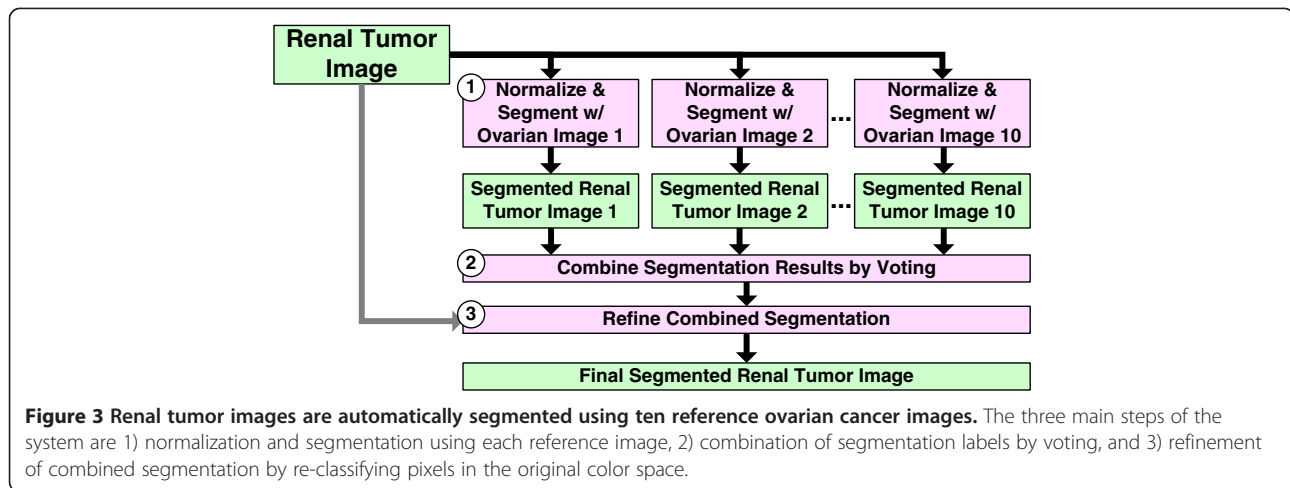 Renal Tumor
Image
1
Normalize &
Segment w/
Ovarian Image 1
Normalize &
Segment w/
Ovarian Image 2
...
Normalize &
Segment w/
Ovarian Image 10
Segmented Renal
Tumor Image 1
Segmented Renal
Tumor Image 2
...
Segmented Renal
Tumor Image 10
2
Combine Segmentation Results by Voting
3
Refine Combined Segmentation
Final Segmented Renal Tumor Image
Figure 3 Renal tumor images are automatically segmented using ten reference ovarian cancer images. The three main steps of the
system are 1) normalization and segmentation using each reference image, 2) combination of segmentation labels by voting, and 3) refinement
of combined segmentation by re-classifying pixels in the original color space.